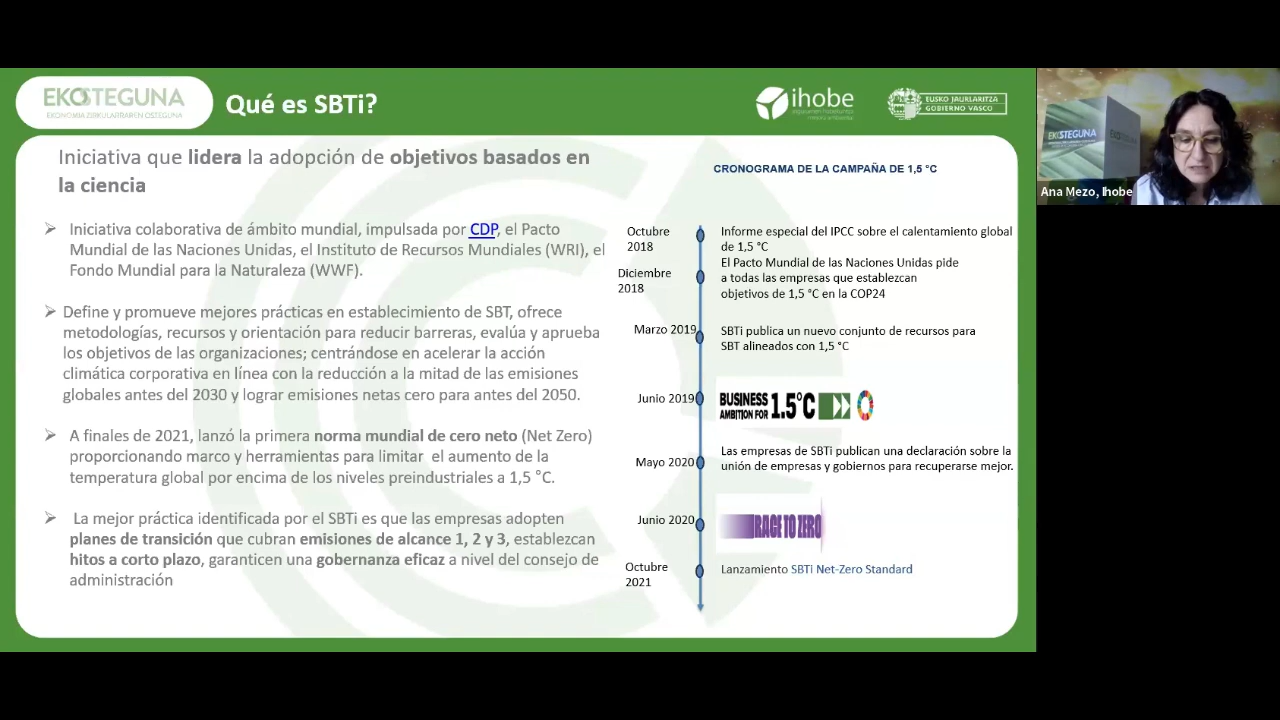 EKOSTEGUNA
EKONOMIA ZIRKULARRAREN OSTEGUNA
Qué es SBTi?
ihobe
EUSKO JAURLARITZA
GOBIERNO VASCO
Iniciativa que lidera la adopción de objetivos basados en
la ciencia
➢ Iniciativa colaborativa de ámbito mundial, impulsada por CDP, el Pacto
Mundial de las Naciones Unidas, el Instituto de Recursos Mundiales (WRI), el
Fondo Mundial para la Naturaleza (WWF).
➢ Define y promueve mejores prácticas en establecimiento de SBT, ofrece
metodologías, recursos y orientación para reducir barreras, evalúa y aprueba
los objetivos de las organizaciones; centrándose en acelerar la acción
climática corporativa en línea con la reducción a la mitad de las emisiones
globales antes del 2030 y lograr emisiones netas cero para antes del 2050.
➢ A finales de 2021, lanzó la primera norma mundial de cero neto (Net Zero)
proporcionando marco y herramientas para limitar el aumento de la
temperatura global por encima de los niveles preindustriales a 1,5 °C.
➢ La mejor práctica identificada por el SBTi es que las empresas adopten
planes de transición que cubran emisiones de alcance 1, 2 y 3, establezcan
hitos a corto plazo, garanticen una gobernanza eficaz a nivel del consejo de
administración
CRONOGRAMA DE LA CAMPAÑA DE 1,5 °C
Octubre
2018
Informe especial del IPCC sobre el calentamiento global
de 1,5 °C
Diciembre
2018
El Pacto Mundial de las Naciones Unidas pide
a todas las empresas que establezcan
objetivos de 1,5 °C en la COP24
Marzo 2019
SBTi publica un nuevo conjunto de recursos para
SBT alineados con 1,5 °C
Junio 2019
BUSINESS
AMBITION FOR 1.5°C
Mayo 2020
Las empresas de SBTi publican una declaración sobre la
unión de empresas y gobiernos para recuperarse mejor.
Junio 2020
RACE TO ZERO
Octubre
2021
Lanzamiento SBTi Net-Zero Standard
EKOSTEGUNA
Ana Mezo, Ihobe